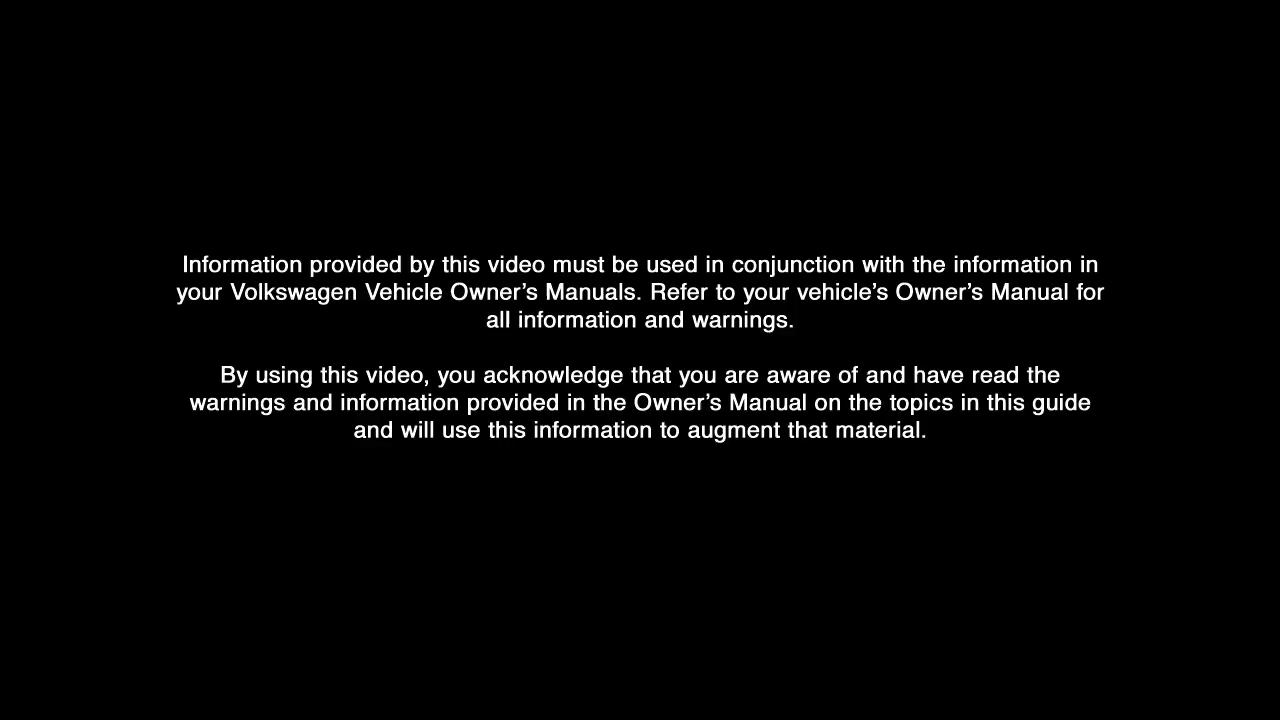 Information provided by this video must be used in conjunction with the information in
your Volkswagen Vehicle Owner’s Manuals. Refer to your vehicle’s Owner’s Manual for
all information and warnings.
By using this video, you acknowledge that you are aware of and have read the
warnings and information provided in the Owner’s Manual on the topics in this guide
and will use this information to augment that material.